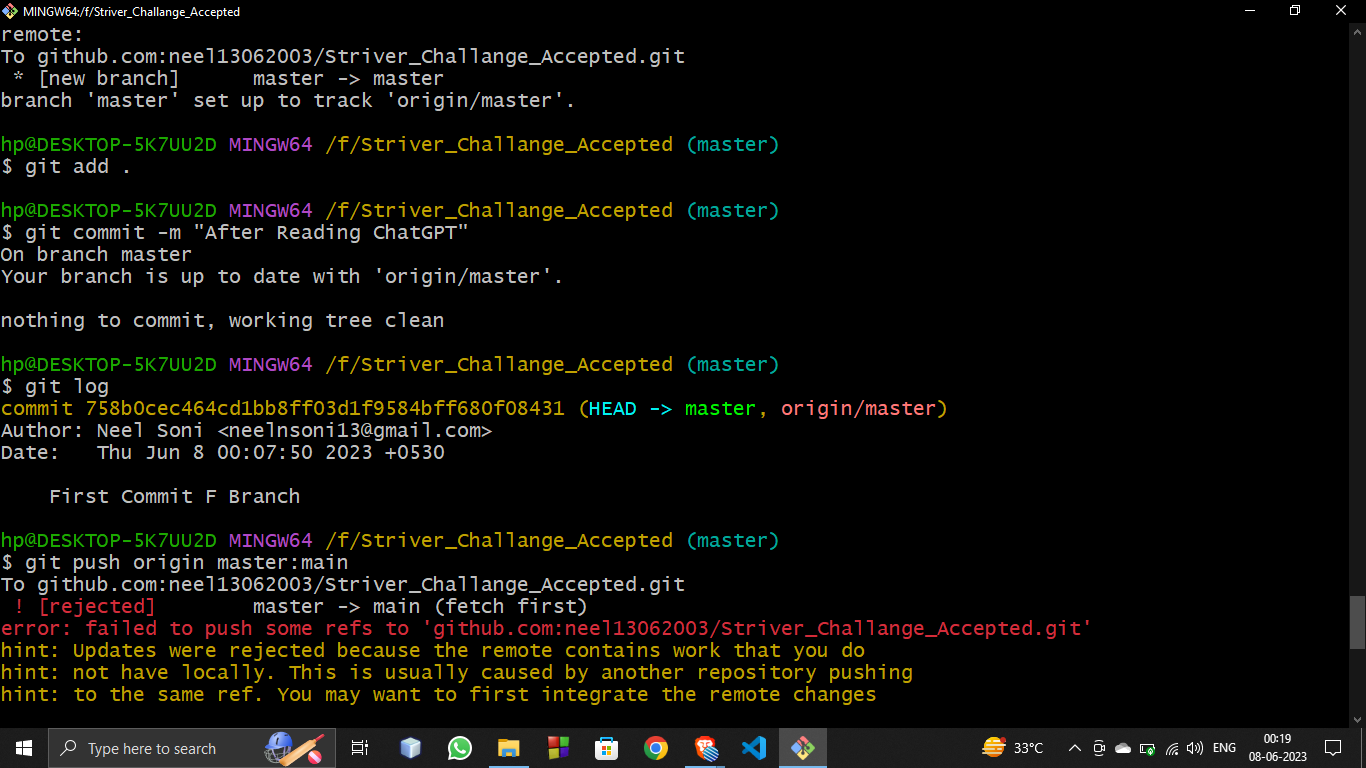 MINGW64:/f/Striver_Challange_Accepted
remote:
To github.com:neel13062003/Striver_Challange_Accepted.git
 * [new branch]      master -> master
branch 'master' set up to track 'origin/master'.
hp@DESKTOP-5K7UU2D MINGW64 /f/Striver_Challange_Accepted (master)
$ git add .
hp@DESKTOP-5K7UU2D MINGW64 /f/Striver_Challange_Accepted (master)
$ git commit -m "After Reading ChatGPT"
On branch master
Your branch is up to date with 'origin/master'.
nothing to commit, working tree clean
hp@DESKTOP-5K7UU2D MINGW64 /f/Striver_Challange_Accepted (master)
$ git log
commit 758b0cec464cd1bb8ff03d1f9584bff680f08431 (HEAD -> master, origin/master)
Author: Neel Soni <neelnsoni13@gmail.com>
Date:   Thu Jun 8 00:07:50 2023 +0530
    First Commit F Branch
hp@DESKTOP-5K7UU2D MINGW64 /f/Striver_Challange_Accepted (master)
$ git push origin master:main
To github.com:neel13062003/Striver_Challange_Accepted.git
 ! [rejected]        master -> main (fetch first)
error: failed to push some refs to 'github.com:neel13062003/Striver_Challange_Accepted.git'
hint: Updates were rejected because the remote contains work that you do
hint: not have locally. This is usually caused by another repository pushing
hint: to the same ref. You may want to first integrate the remote changes
Type here to search
33°C
ENG
00:19
08-06-2023